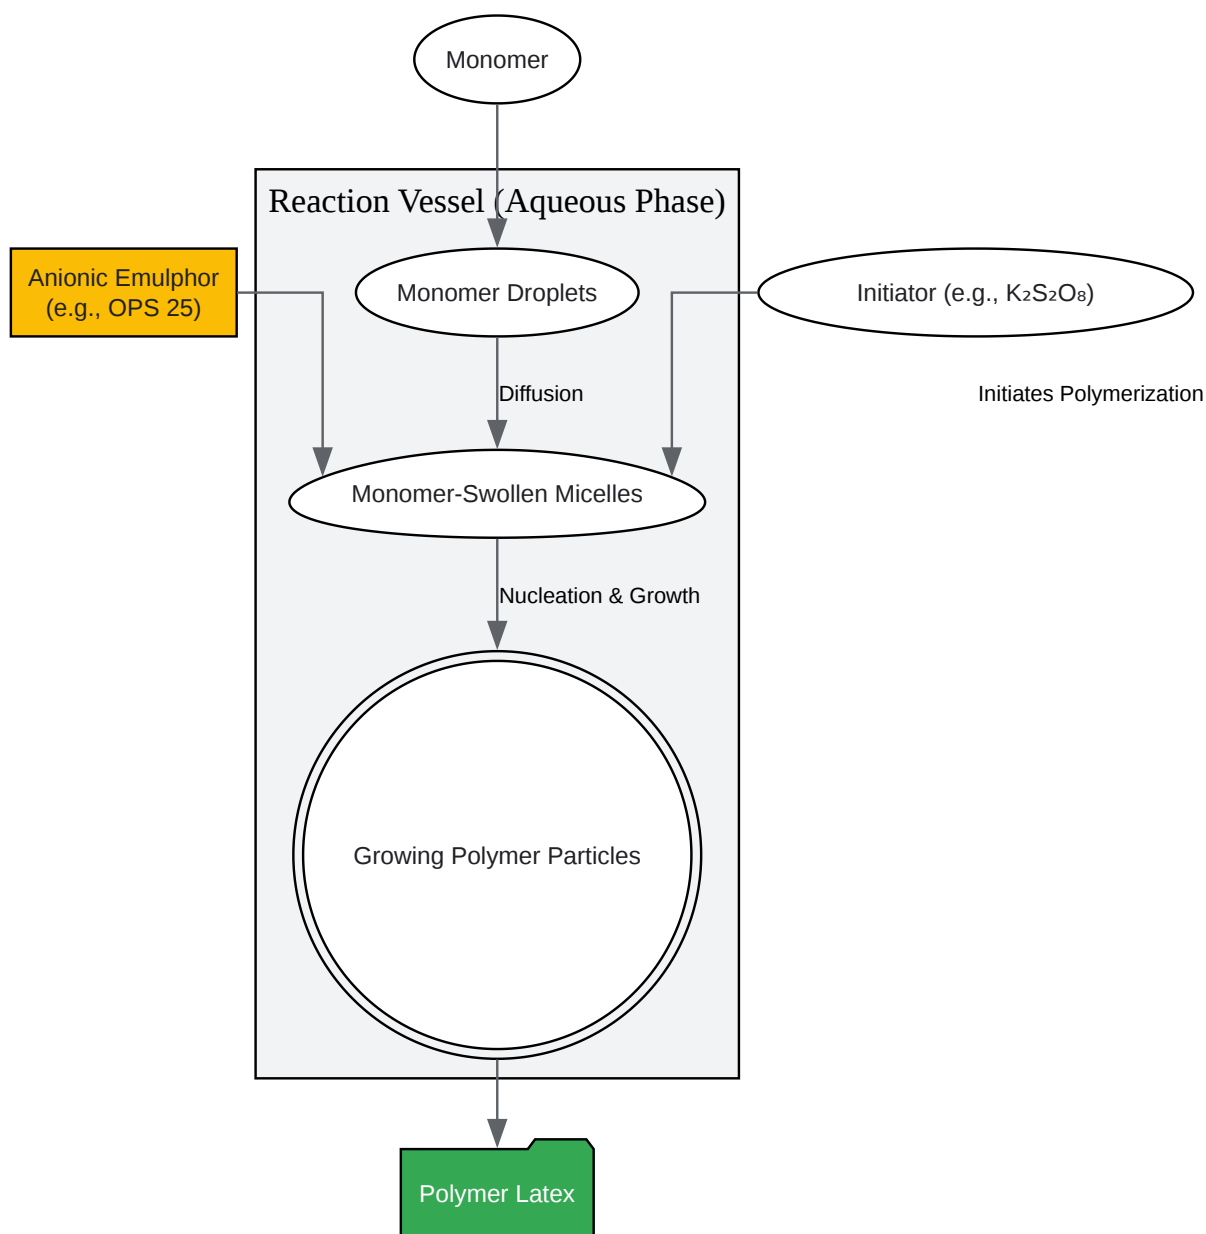 Monomer
Reaction Vessel (Aqueous Phase)
Anionic Emulphor
(e.g., OPS 25)
Monomer Droplets
Initiator (e.g., K₂S₂O₈)
Diffusion
Initiates Polymerization
Monomer-Swollen Micelles
Nucleation & Growth
Growing Polymer Particles
Polymer Latex